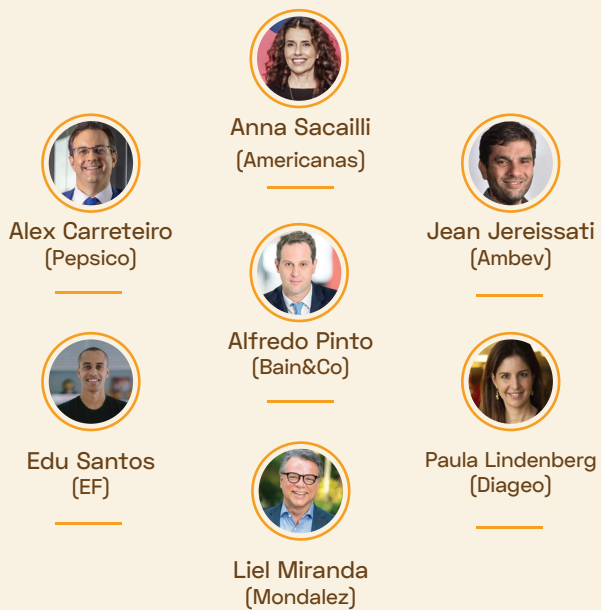 Anna Sacailli
(Americanas)
Alex Carreteiro
(Pepsico)
Jean Jereissati
(Ambev)
Alfredo Pinto
(Bain&Co)
Edu Santos
(EF)
Paula Lindenberg
(Diageo)
Liel Miranda
(Mondalez)